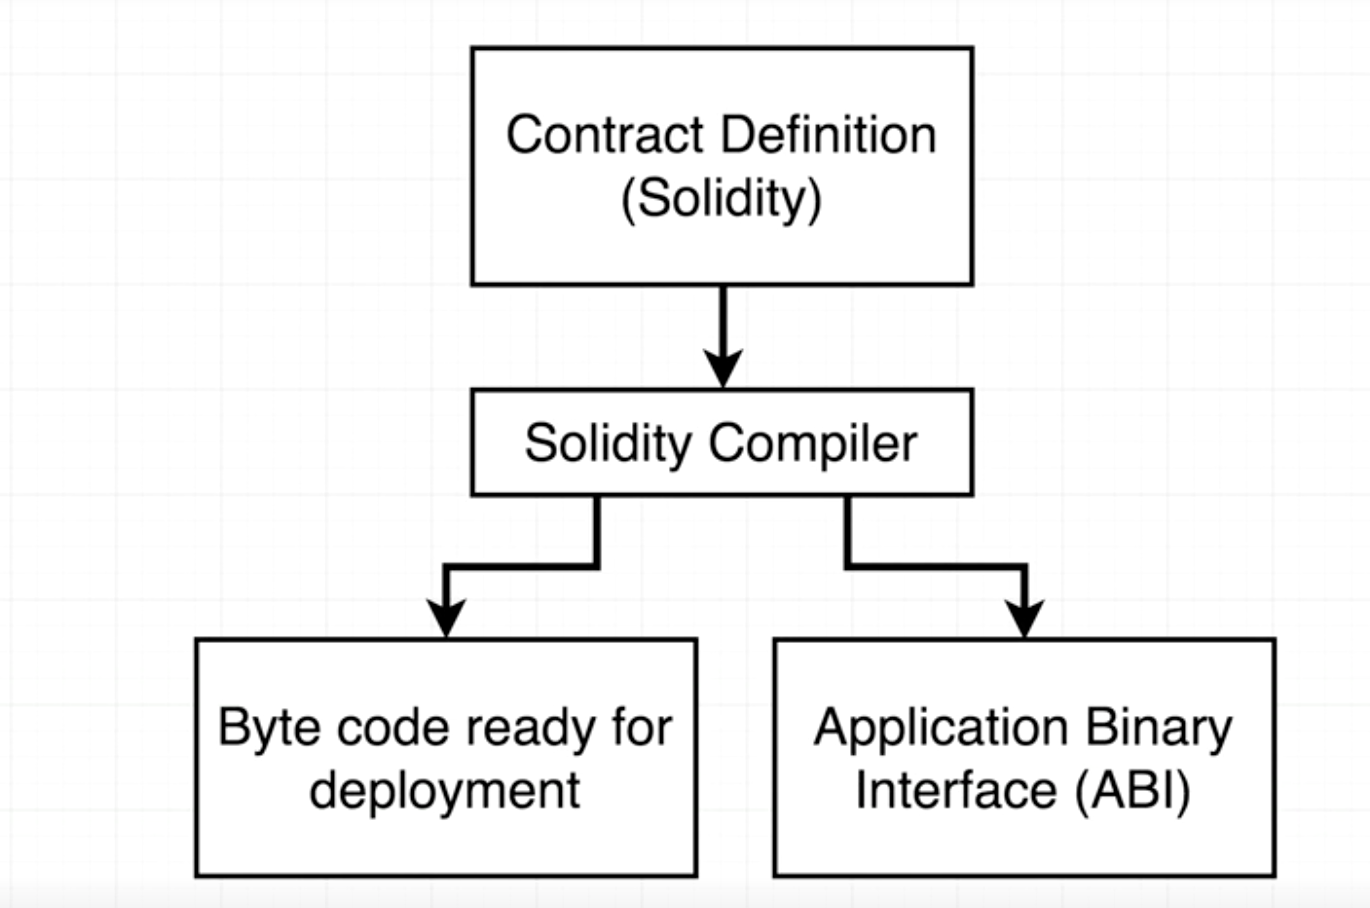 Contract Definition
(Solidity)
Solidity Compiler
Byte code ready for
deployment
Application Binary
Interface (ABI)